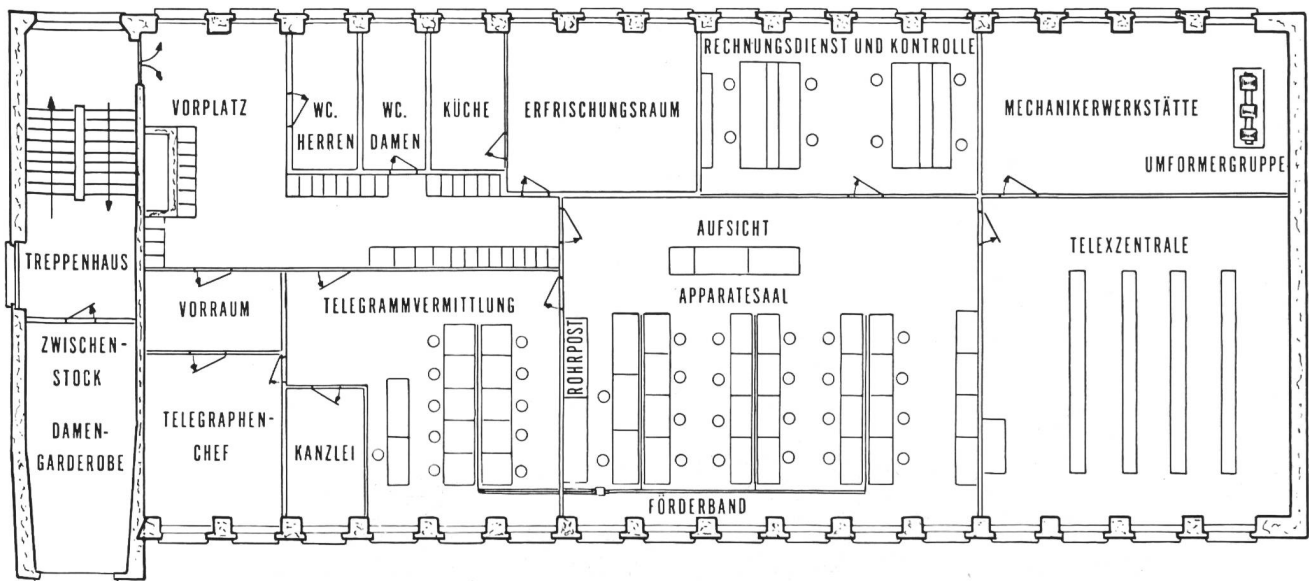 RECHNUNGSDIENST UND KONTROLLE
VORPLATZ
WC.
HERREN
WC.
DAMEN
KÜCHE
ERFRISCHUNGSRAUM
MECHANIKERWERKSTÄTTE
UMFORMERGRUPPE
TREPPENHAUS
AUFSICHT
TELEXZENTRALE
VORRAUM
TELEGRAMMVERMITTLUNG
APPARATESAAL
ROHRPOST
ZWISCHEN-
STOCK
DAMEN-
GARDEROBE
TELEGRAPHEN-
CHEF
KANZLEI
FÖRDERBAND